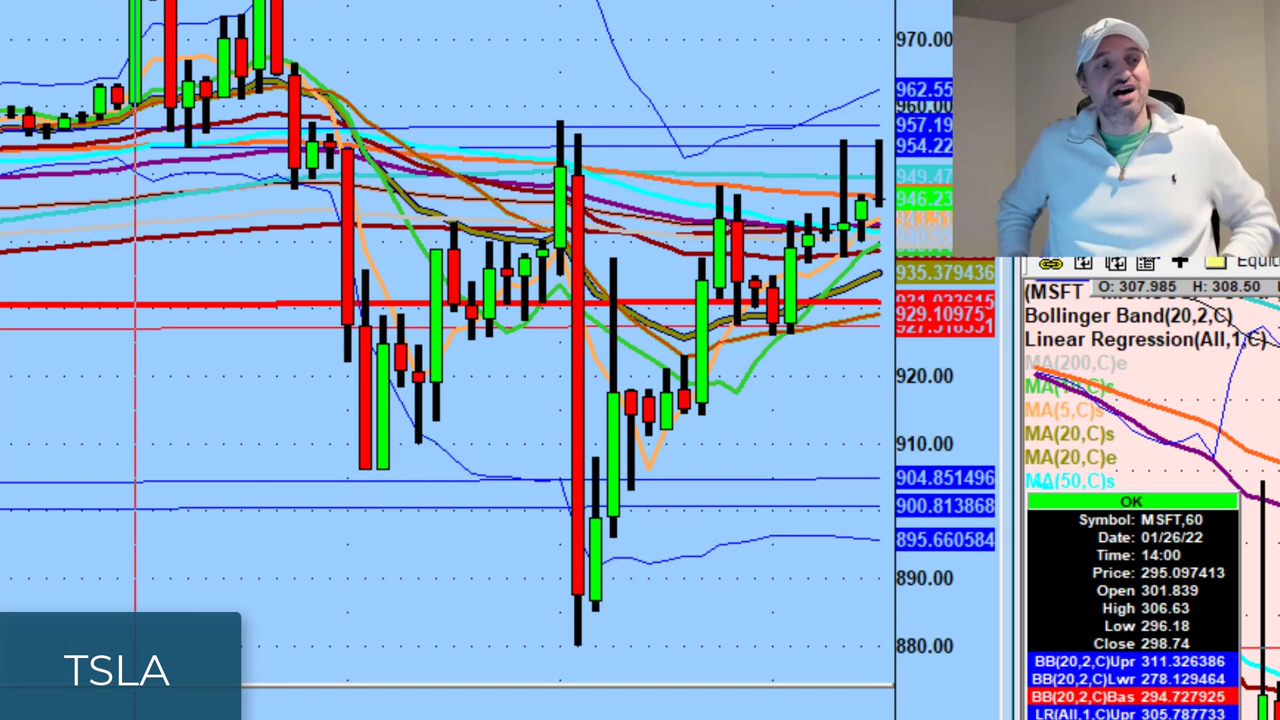 970.00
962.55
960.00
957.19
954.22
949.47
946.23
943.51
935.379436
929.10975
920.00
910.00
904.851496
900.813868
895.660584
890.00
880.00
TSLA
Equit
O: 307.985 H: 308.50
(MSFT
Bollinger Band(20,2,C)
Linear Regression(All,1,C)
MA(200,C)e
MA(5,C)s
MA(20,C)s
MA(20,C)e
MA(50,C)s
OK
Symbol: MSFT,60
Date: 01/26/22
Time: 14:00
Price: 295.097413
Open 301.839
High 306.63
Low 296.18
Close 298.74
BB(20,2,C)Upr 311.326386
BB(20,2,C)Lwr 278.129464
BB(20,2,C)Bas 294.727925
LR(All,1,C)Upr 305.787733